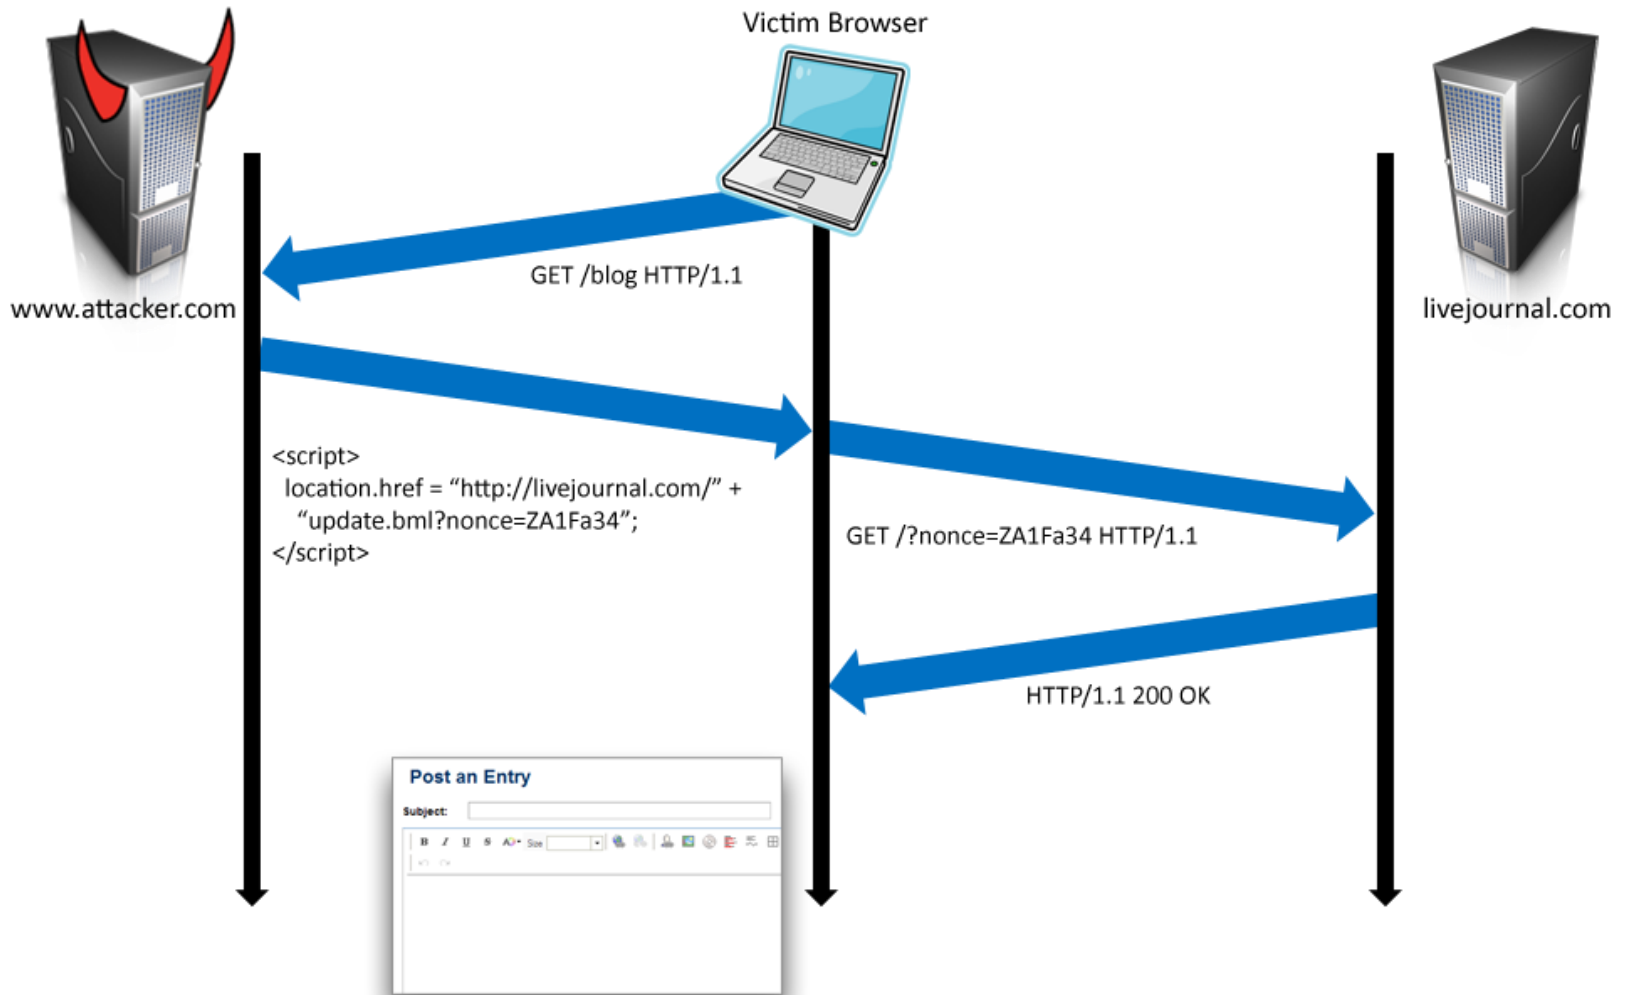 Victim Browser
www.attacker.com
livejournal.com
GET /blog HTTP/1.1
<script>
location.href = “http://livejournal.com/” +
“update.bml?nonce=ZA1Fa34”;
</script>
GET /?nonce=ZA1Fa34 HTTP/1.1
HTTP/1.1 200 OK
Post an Entry
Subject:
B I U S A Size